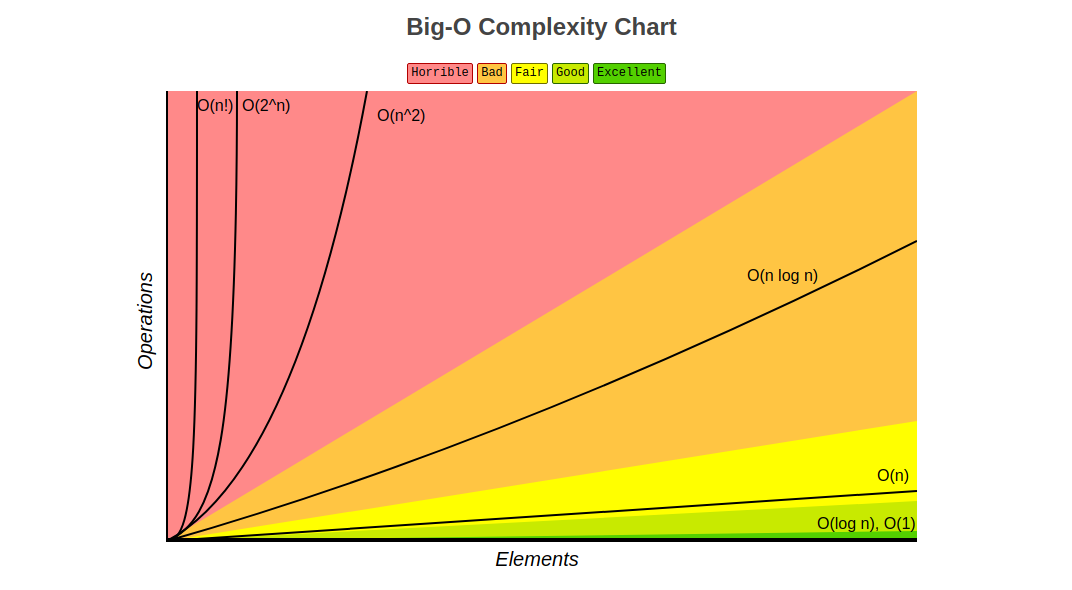 Big-O Complexity Chart
Horrible Bad Fair Good Excellent
O(n!) O(2^n)
O(n^2)
O(n log n)
Operations
O(n)
O(log n), O(1)
Elements